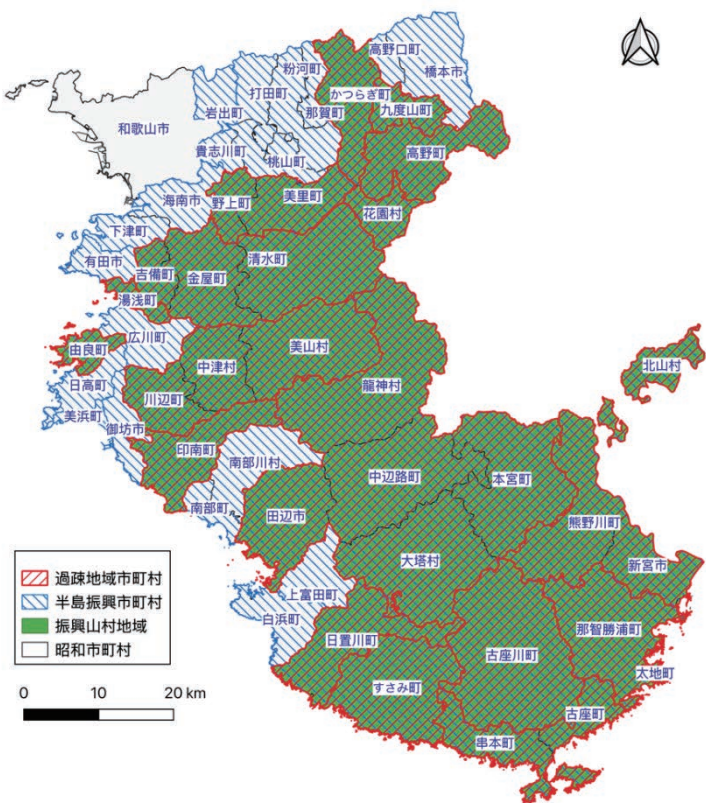 高野口町
橋本市
粉河町
打田町
岩出町
那賀町
かつらぎ町
九度山町
和歌山市
貴志川町
桃山町
高野町
海南市
野上町
美里町
花園村
下津町
有田市
吉備町
金屋町
清水町
湯浅町
広川町
由良町
中津村
美山村
北山村
日高町
川辺町
龍神村
美浜町
御坊市
印南町
南部川村
中辺路町
本宮町
南部町
田辺市
熊野川町
大塔村
新宮市
上富田町
白浜町
那智勝浦町
日置川町
古座川町
太地町
すさみ町
古座町
串本町
過疎地域市町村
半島振興市町村
振興山村地域
昭和市町村
0 10 20 km